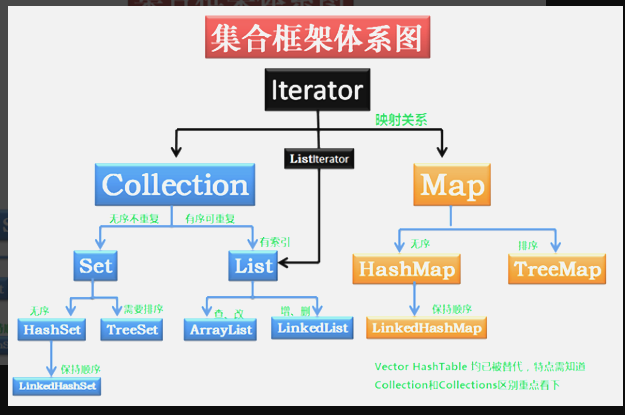 集合框架体系图
Iterator
映射关系
ListIterator
Collection
Map
无序不重复
有序可重复
有索引
无序
排序
Set
List
HashMap
TreeMap
无序
需要排序
查、改
增、删
保持顺序
HashSet
TreeSet
ArrayList
LinkedList
LinkedHashMap
保持顺序
LinkedHashSet
Vector HashTable 均已被替代，特点需知道
Collection和Collections区别重点看下